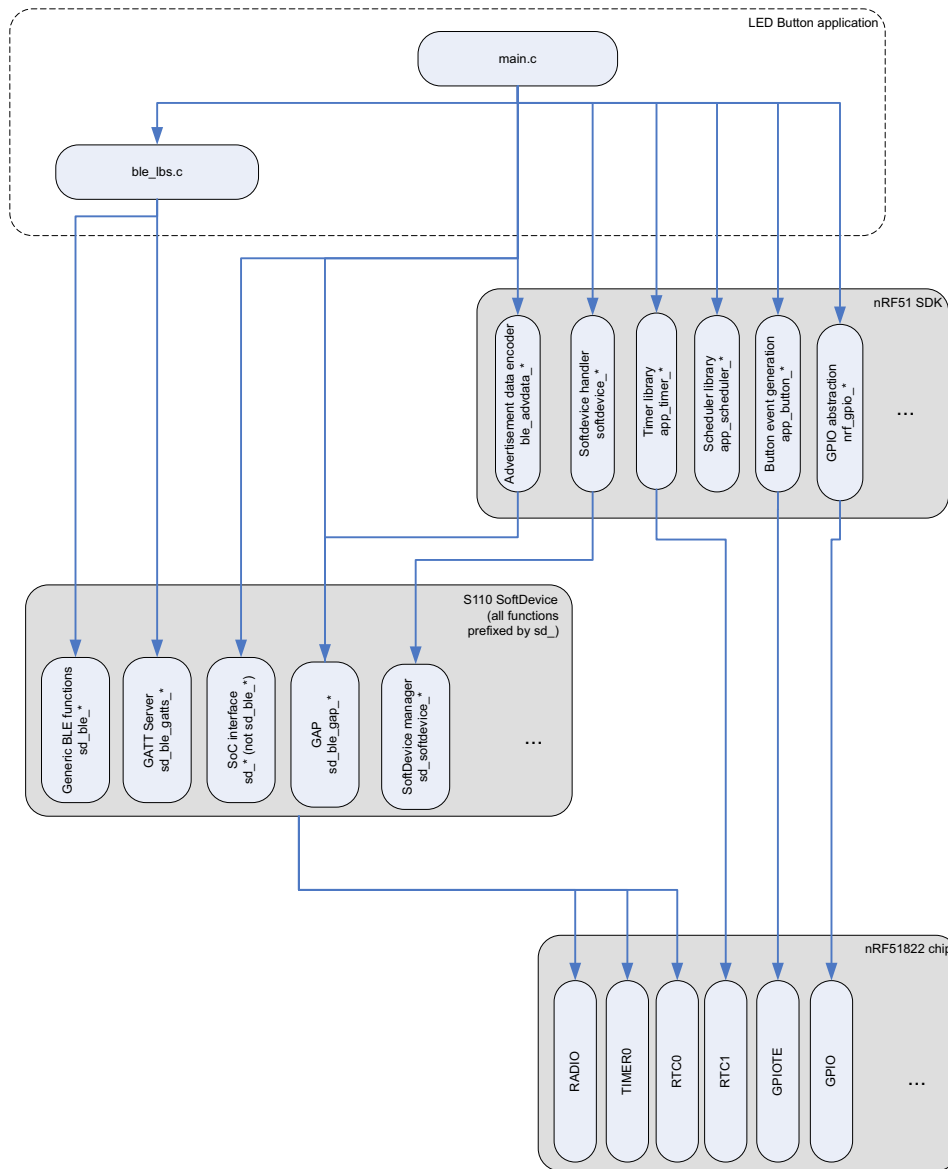 LED Button application
main.c
ble_lbs.c
nRF51 SDK
Advertisement data encoder
ble_advdata_*
Softdevice handler
softdevice_*
Timer library
app_timer_*
Scheduler library
app_scheduler_*
Button event generation
app_button_*
GPIO abstraction
nrf_gpio_*
...
S110 SoftDevice
(all functions
prefixed by sd_)
Generic BLE functions
sd_ble_*
GATT Server
sd_ble_gatts_*
SoC interface
sd_* (not sd_ble_*)
GAP
sd_ble_gap_*
SoftDevice manager
sd_softdevice_*
...
nRF51822 chip
RADIO
TIMER0
RTC0
RTC1
GPIOTE
GPIO
...